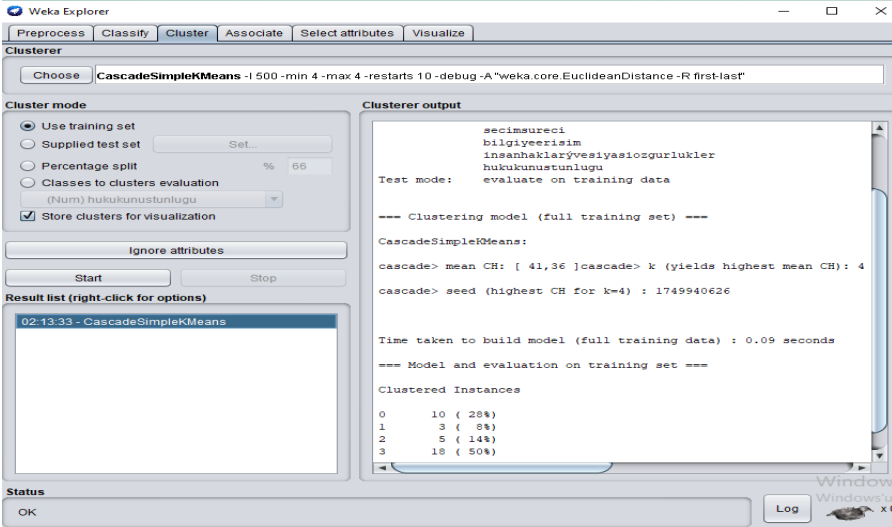 Weka Explorer
Preprocess Classify Cluster Associate Select attributes Visualize
Clusterer
Choose CascadeSimpleKMeans -I 500 -min 4 -max 4 -restarts 10 -debug -A "weka.core.EuclideanDistance -R first-last"
Cluster mode
Use training set
Supplied test set Set...
Percentage split % 66
Classes to clusters evaluation
(Num) hukukunustunlugu
Store clusters for visualization
Ignore attributes
Start Stop
Result list (right-click for options)
02:13:33 - CascadeSimpleKMeans
Clusterer output
secimsureci
bilgiyeerisim
insanhaklarývesiyasiozgurlukler
hukukunustunlugu
Test mode: evaluate on training data
=== Clustering model (full training set) ===
CascadeSimpleKMeans:
cascade> mean CH: [ 41,36 ]cascade> k (yields highest mean CH): 4
cascade> seed (highest CH for k=4) : 1749940626
Time taken to build model (full training data) : 0.09 seconds
=== Model and evaluation on training set ===
Clustered Instances
0 10 ( 28%)
1 3 ( 8%)
2 5 ( 14%)
3 18 ( 50%)
Status
OK
Log
x
Window
Windows'u